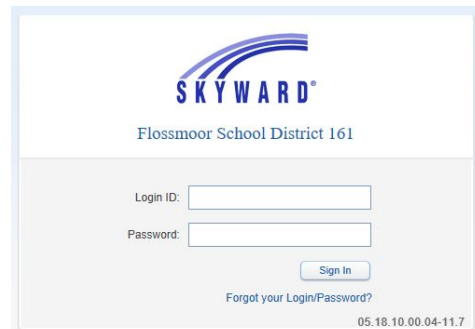 SKYWARD®
Flossmoor School District 161
Login ID:
Password:
Sign In
Forgot your Login/Password?
05.18.10.00.04-11.7